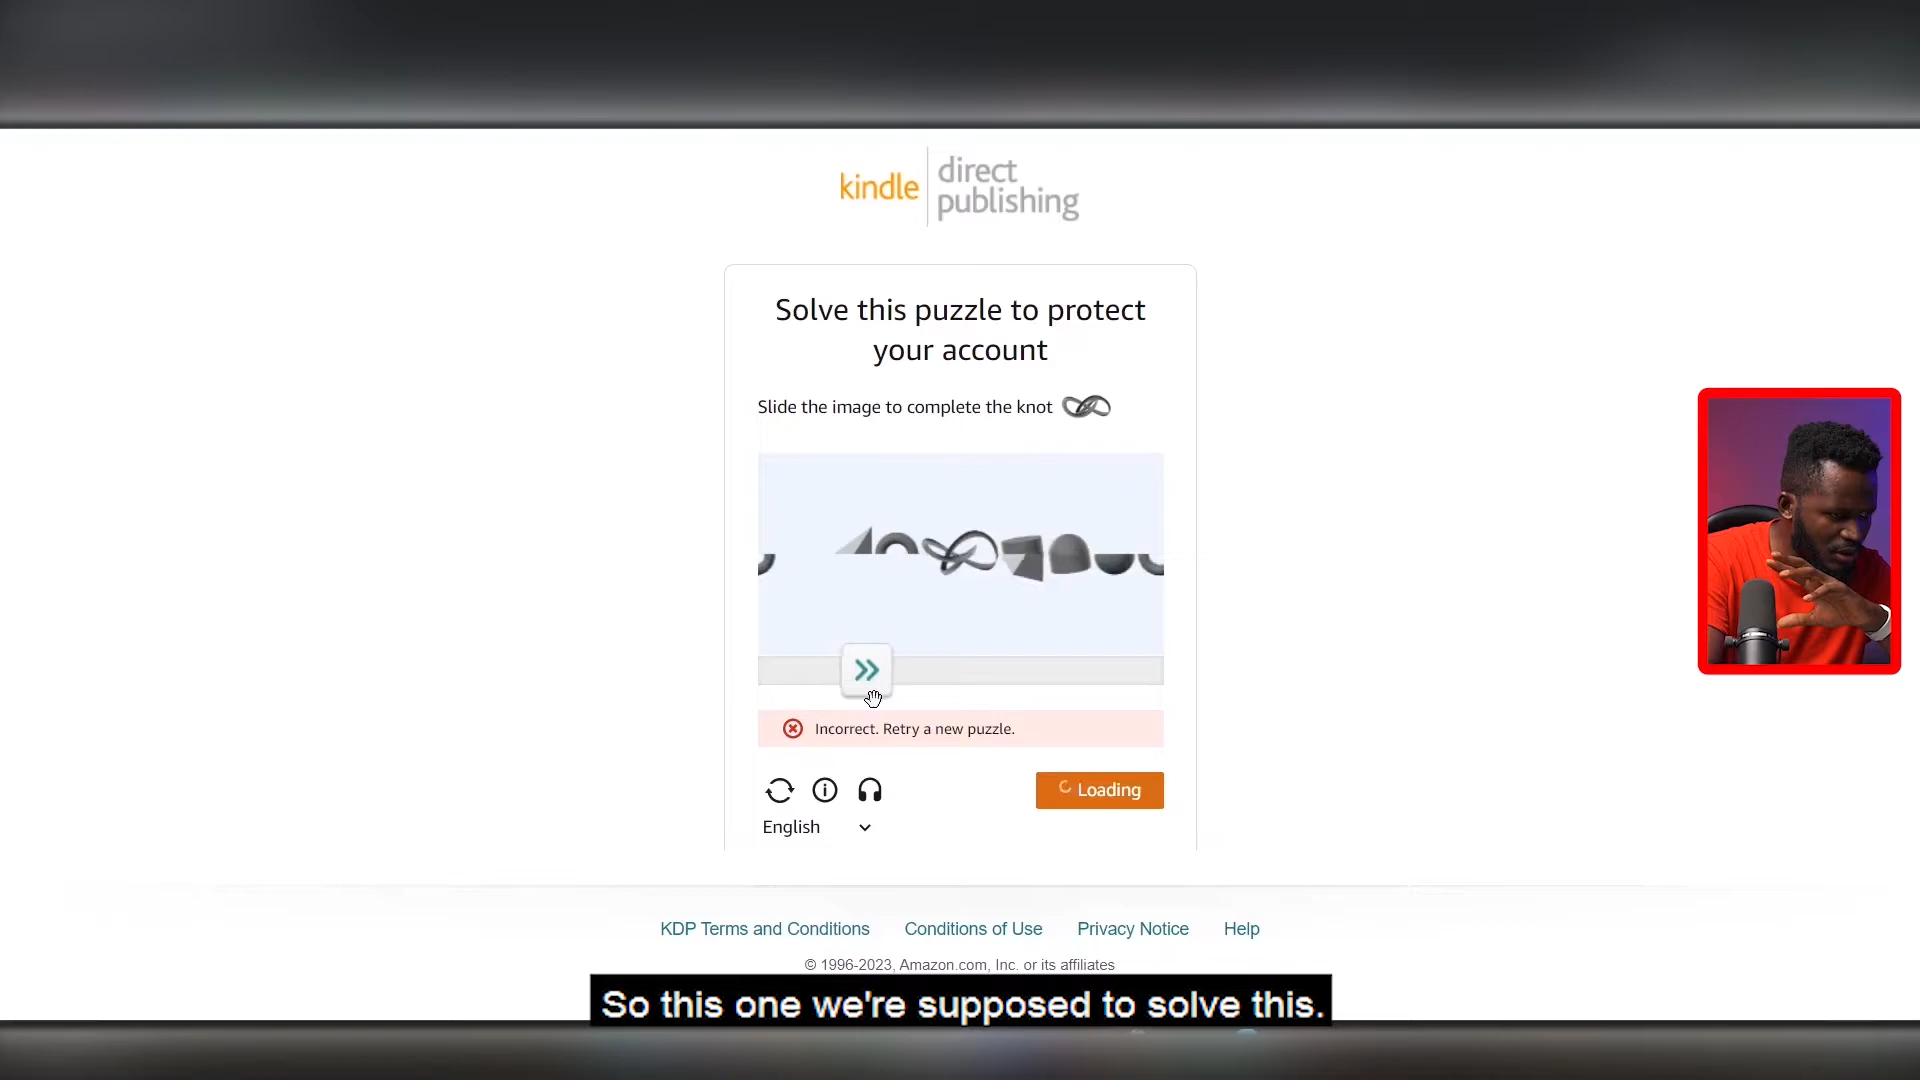 kindle
direct
publishing
Solve this puzzle to protect
your account
Slide the image to complete the knot
Incorrect. Retry a new puzzle.
Loading
English
KDP Terms and Conditions
Conditions of Use
Privacy Notice
Help
© 1996-2023, Amazon.com, Inc. or its affiliates
So this one we're supposed to solve this.